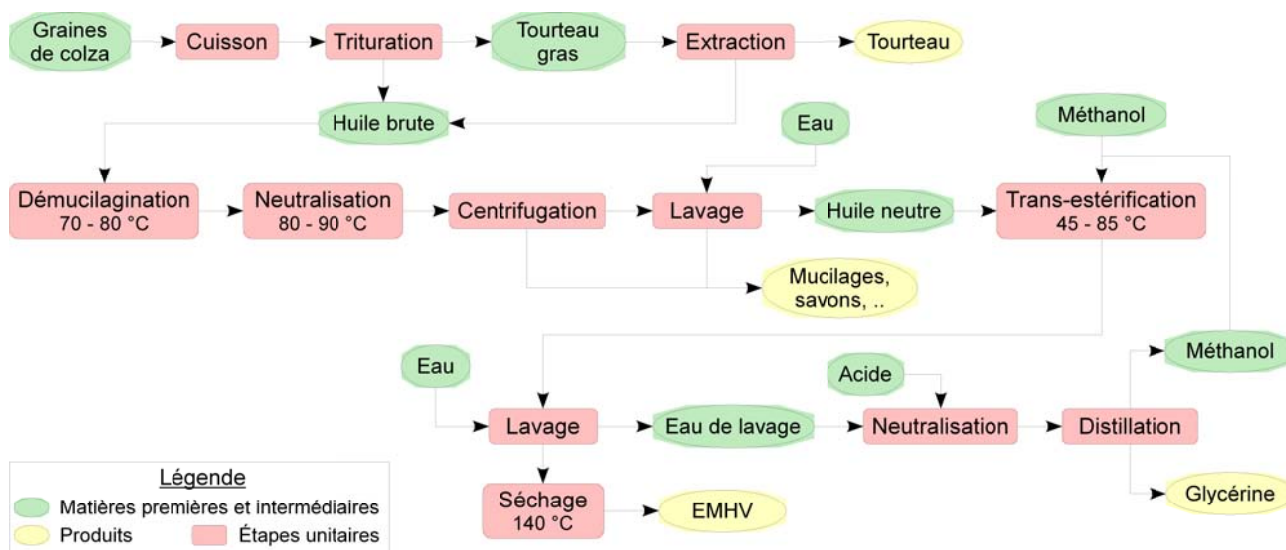 Graines
de colza
Cuisson
Trituration
Tourteau
gras
Extraction
Tourteau
Huile brute
Eau
Méthanol
Démucilagination
70 - 80 °C
Neutralisation
80 - 90 °C
Centrifugation
Lavage
Huile neutre
Trans-estérification
45 - 85 °C
Mucilages,
savons, ..
Eau
Acide
Méthanol
Lavage
Eau de lavage
Neutralisation
Distillation
Séchage
140 °C
EMHV
Glycérine
Légende
Matières premières et intermédiaires
Produits
Étapes unitaires